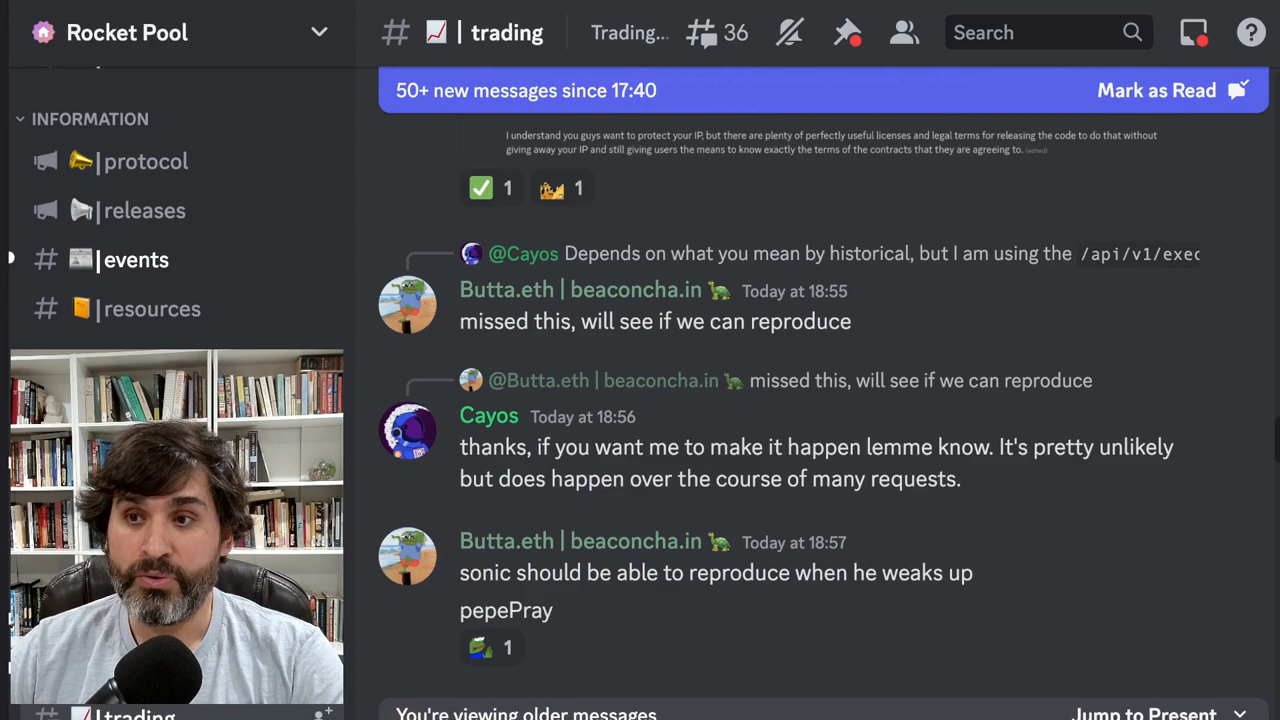 Rocket Pool
# | trading
Trading...
36
Search
50+ new messages since 17:40
Mark as Read
INFORMATION
|protocol
|releases
|events
|resources
|trading
I understand you guys want to protect your IP, but there are plenty of perfectly useful licenses and legal terms for releasing the code to do that without
giving away your IP and still giving users the means to know exactly the terms of the contracts that they are agreeing to. (edited)
1 1
@Cayos Depends on what you mean by historical, but I am using the /api/v1/exec
Butta.eth | beaconcha.in Today at 18:55
missed this, will see if we can reproduce
@Butta.eth | beaconcha.in missed this, will see if we can reproduce
Cayos Today at 18:56
thanks, if you want me to make it happen lemme know. It's pretty unlikely
but does happen over the course of many requests.
Butta.eth | beaconcha.in Today at 18:57
sonic should be able to reproduce when he weaks up
pepePray
1
You're viewing older messages
Jump to Present